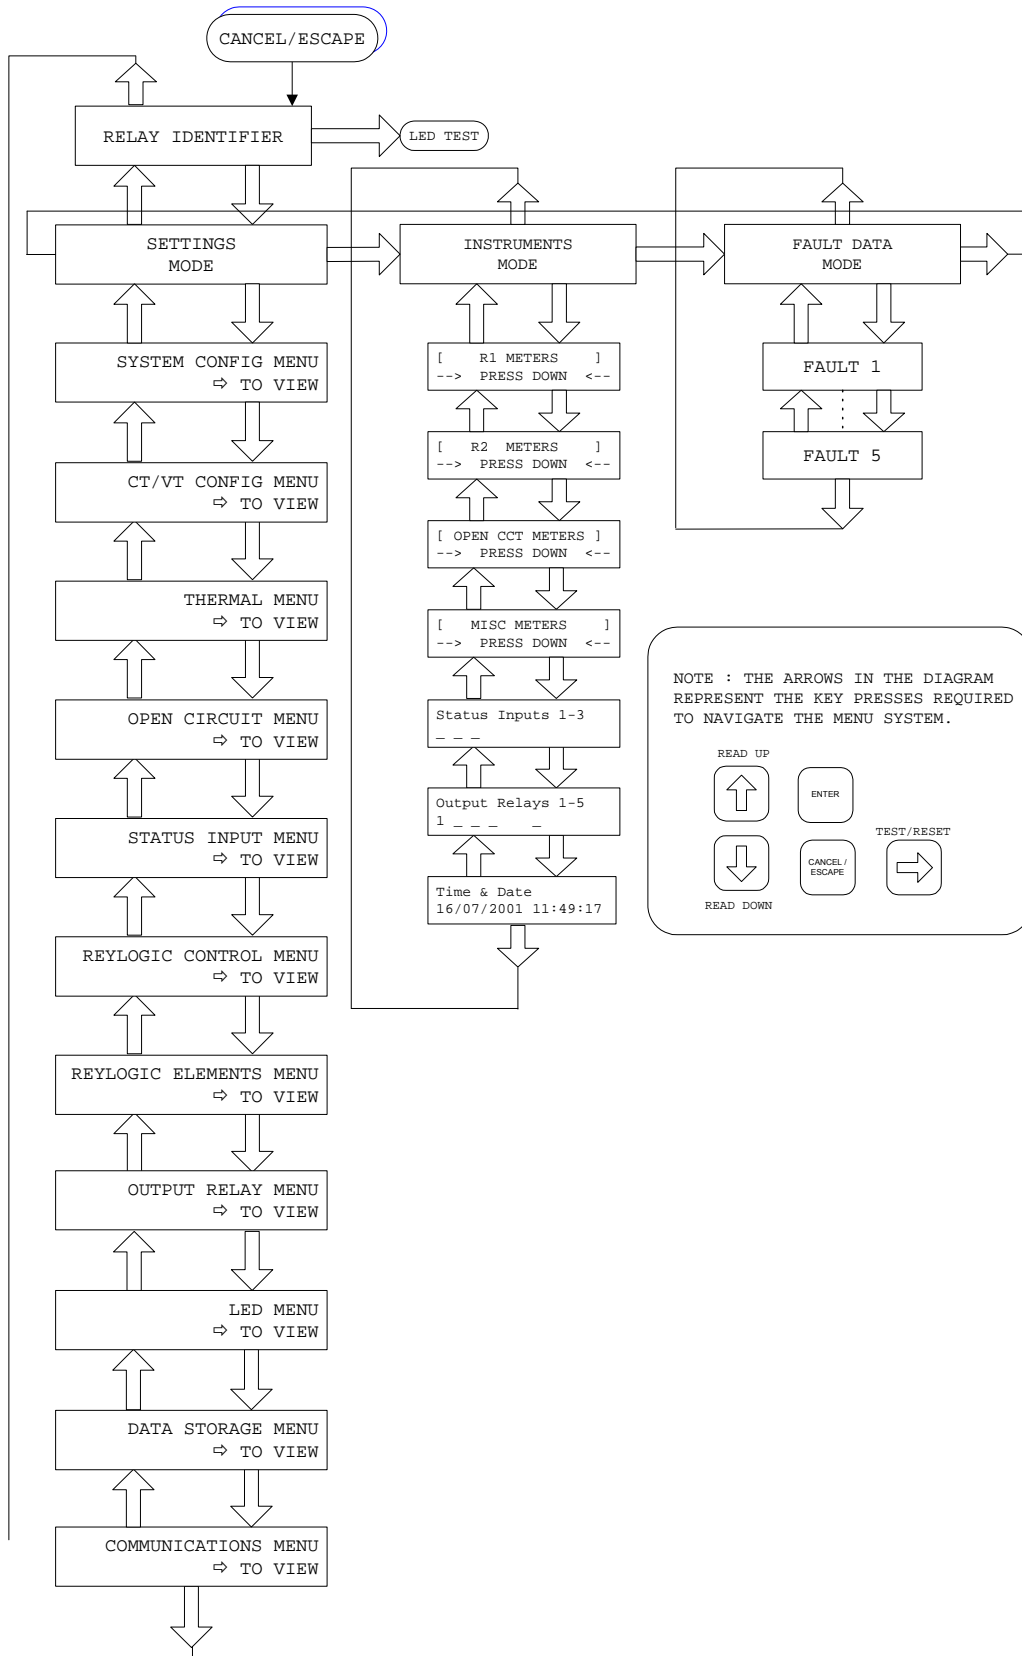 CANCEL/ESCAPE
RELAY IDENTIFIER
LED TEST
SETTINGS
MODE
INSTRUMENTS
MODE
FAULT DATA
MODE
SYSTEM CONFIG MENU
⇨ TO VIEW
CT/VT CONFIG MENU
⇨ TO VIEW
THERMAL MENU
⇨ TO VIEW
OPEN CIRCUIT MENU
⇨ TO VIEW
STATUS INPUT MENU
⇨ TO VIEW
REYLOGIC CONTROL MENU
⇨ TO VIEW
REYLOGIC ELEMENTS MENU
⇨ TO VIEW
OUTPUT RELAY MENU
⇨ TO VIEW
LED MENU
⇨ TO VIEW
DATA STORAGE MENU
⇨ TO VIEW
COMMUNICATIONS MENU
⇨ TO VIEW
[ R1 METERS ]
--> PRESS DOWN <--
[ R2 METERS ]
--> PRESS DOWN <--
[ OPEN CCT METERS ]
--> PRESS DOWN <--
[ MISC METERS ]
--> PRESS DOWN <--
Status Inputs 1-3
_ _ _
Output Relays 1-5
1 _ _ _ _
Time & Date
16/07/2001 11:49:17
FAULT 1
FAULT 5
NOTE : THE ARROWS IN THE DIAGRAM
REPRESENT THE KEY PRESSES REQUIRED
TO NAVIGATE THE MENU SYSTEM.
READ UP
ENTER
TEST/RESET
CANCEL /
ESCAPE
READ DOWN